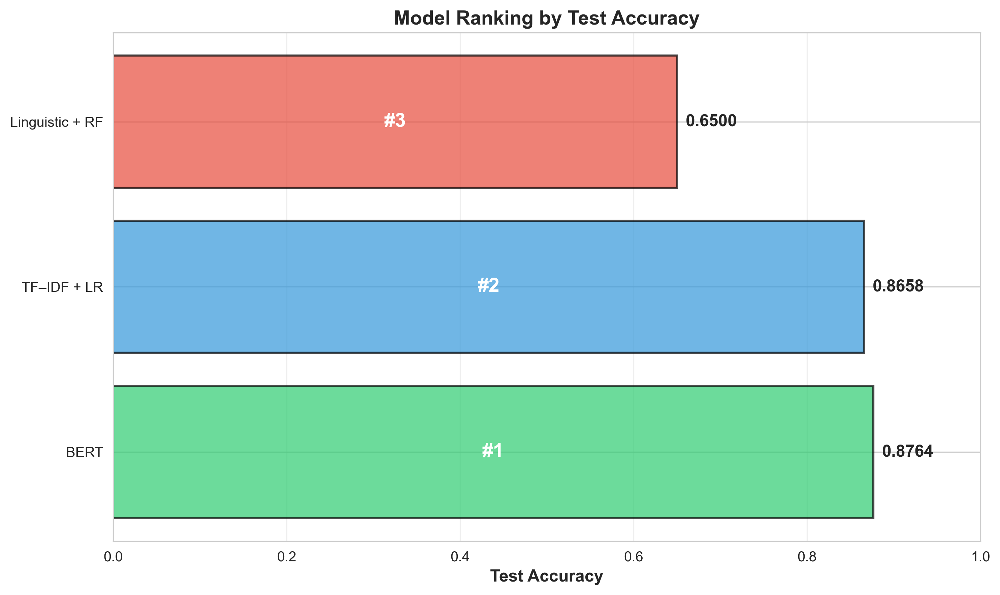 Model Ranking by Test Accuracy
Linguistic + RF
#3
0.6500
TF–IDF + LR
#2
0.8658
BERT
#1
0.8764
0.0 0.2 0.4 0.6 0.8 1.0
Test Accuracy